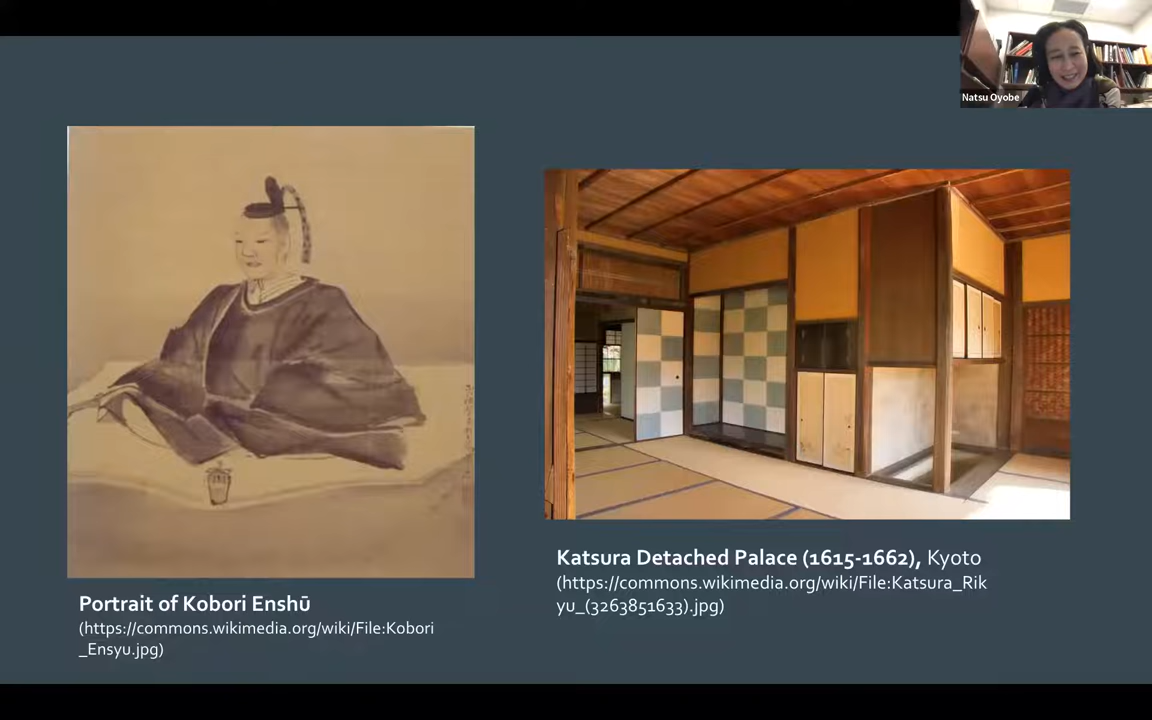 Natsu Oyobe
Portrait of Kobori Enshū
(https://commons.wikimedia.org/wiki/File:Kobori
_Ensyu.jpg)
Katsura Detached Palace (1615-1662), Kyoto
(https://commons.wikimedia.org/wiki/File:Katsura_Rik
yu_(3263851633).jpg)